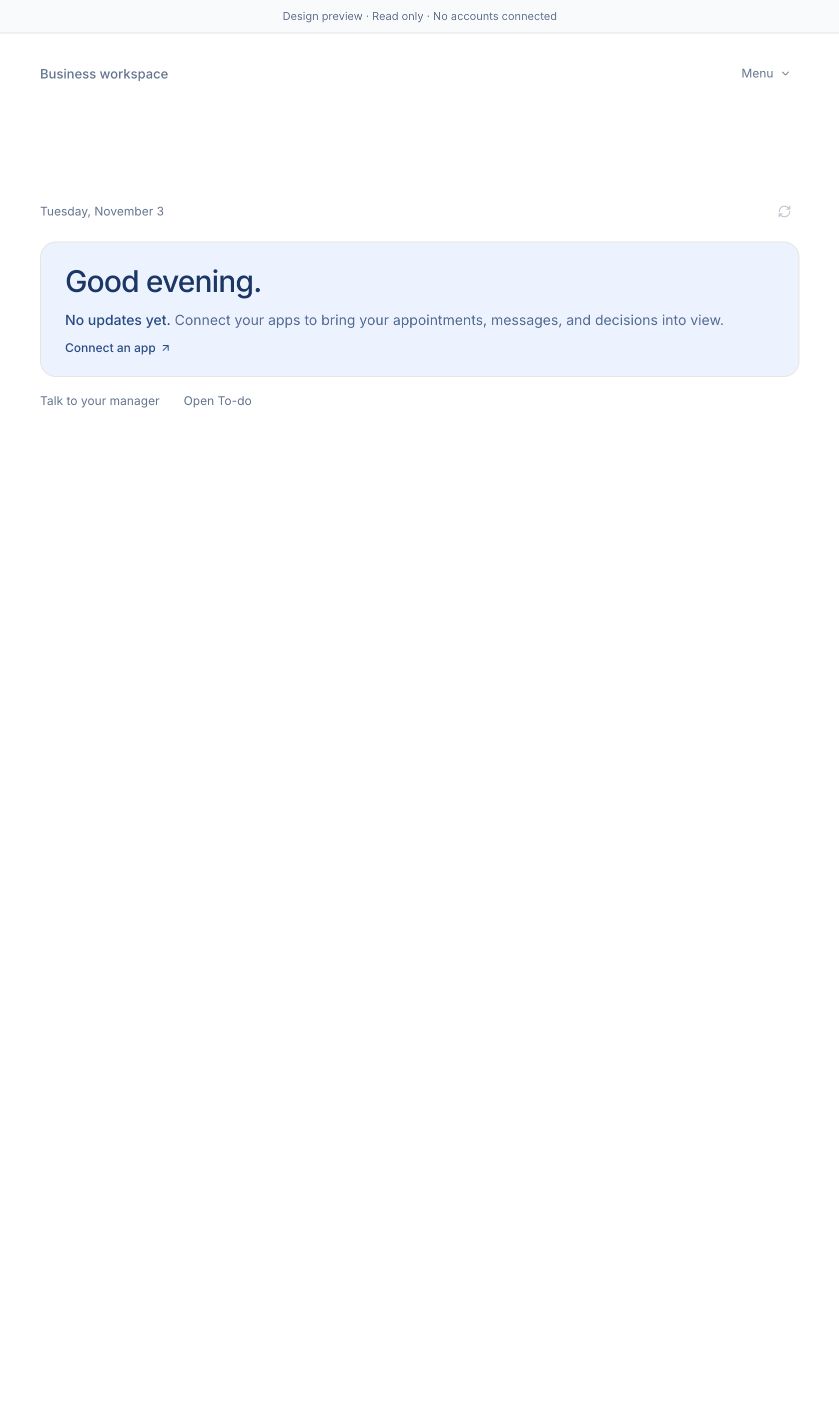 Design preview · Read only · No accounts connected
Business workspace
Menu
Tuesday, November 3
Good evening.
No updates yet. Connect your apps to bring your appointments, messages, and decisions into view.
Connect an app
Talk to your manager
Open To-do